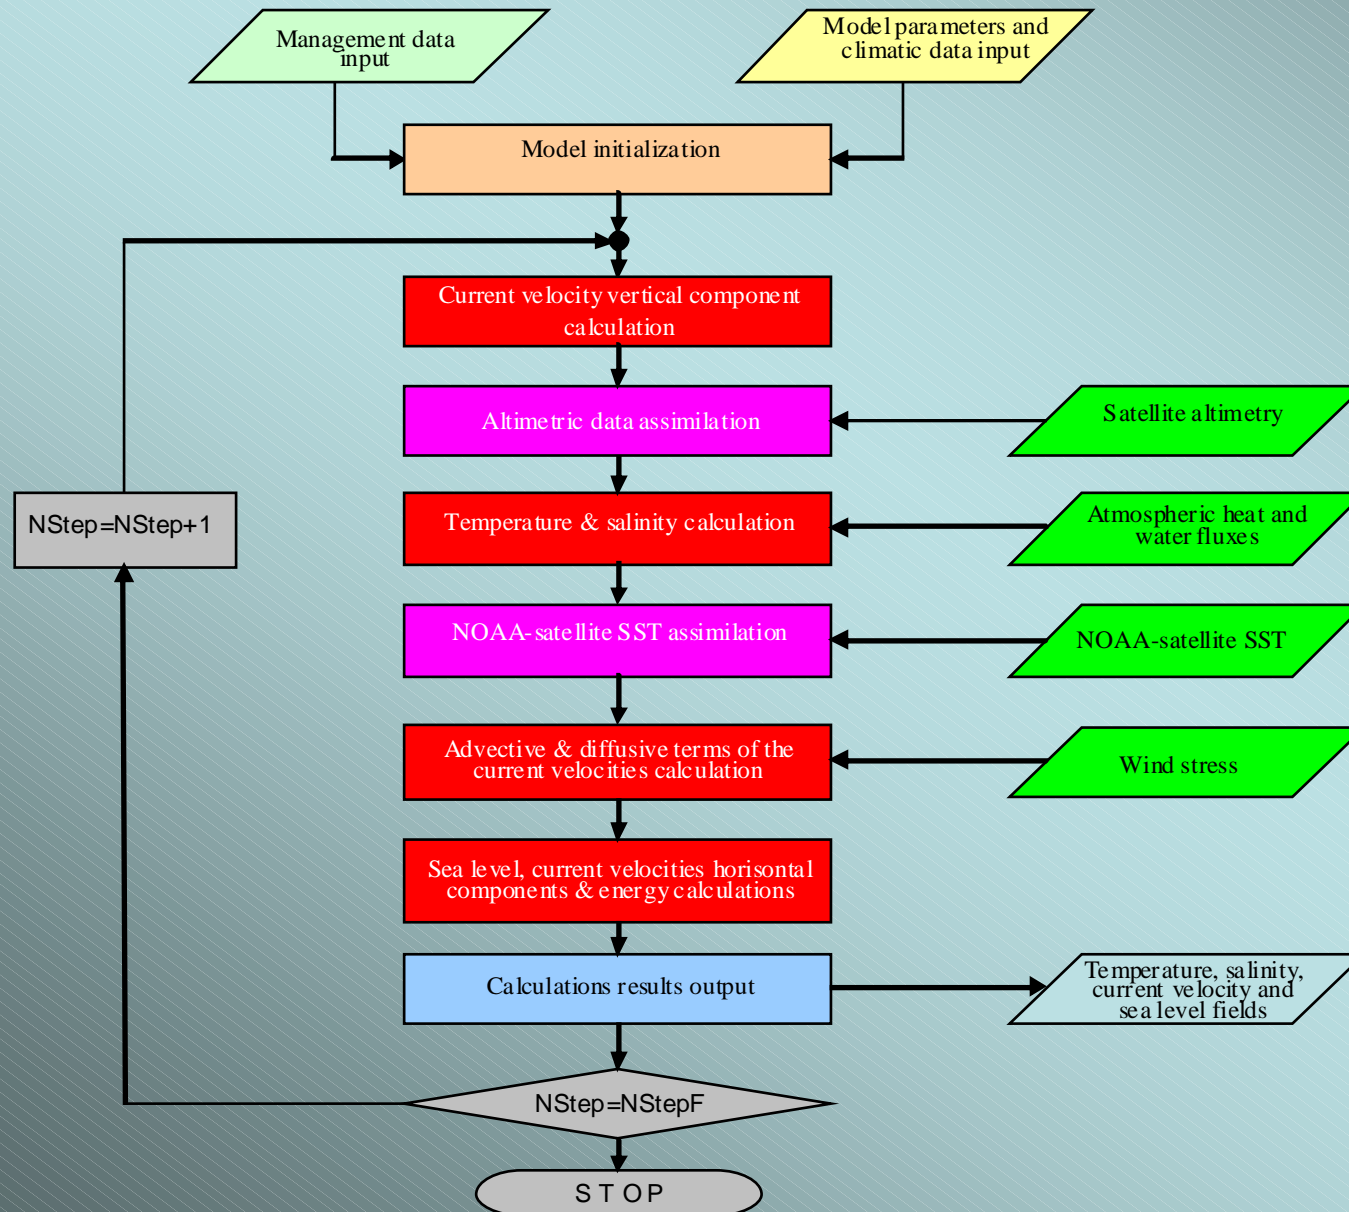 Management data
input
Model parameters and
climatic data input
Model initialization
Current velocity vertical component
calculation
Altimetric data assimilation
Satellite altimetry
NStep=NStep+1
Temperature & salinity calculation
Atmospheric heat and
water fluxes
NOAA-satellite SST assimilation
NOAA-satellite SST
Advective & diffusive terms of the
current velocities calculation
Wind stress
Sea level, current velocities horisontal
components & energy calculations
Calculations results output
Temperature, salinity,
current velocity and
sea level fields
NStep=NStepF
S T O P